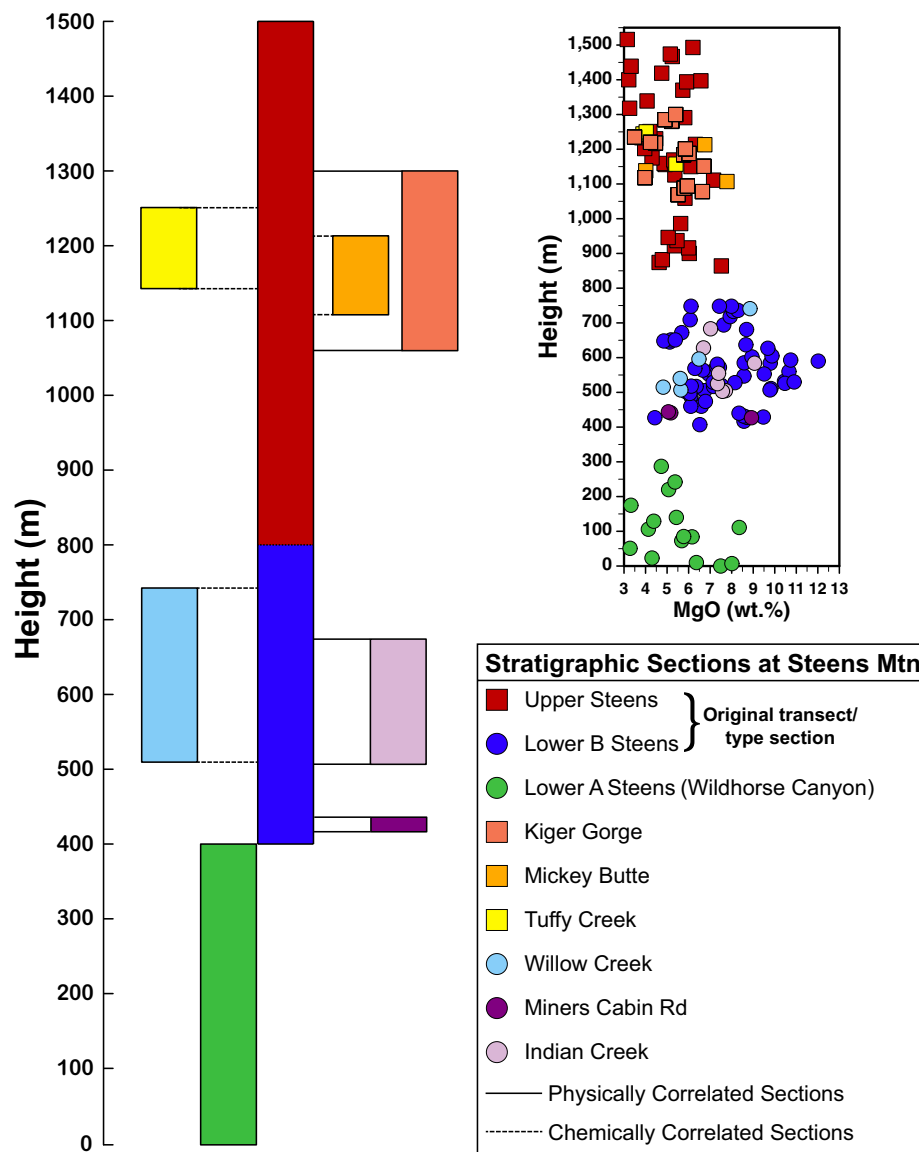 1500
1400
1300
1200
1100
1000
900
800
700
600
500
400
300
200
100
0
Height (m)
1,500
1,400
1,300
1,200
1,100
1,000
900
800
700
600
500
400
300
200
100
0
Height (m)
3 4 5 6 7 8 9 10 11 12 13
MgO (wt.%)
Stratigraphic Sections at Steens Mtn
Upper Steens
Lower B Steens
Original transect/
type section
Lower A Steens (Wildhorse Canyon)
Kiger Gorge
Mickey Butte
Tuffy Creek
Willow Creek
Miners Cabin Rd
Indian Creek
Physically Correlated Sections
Chemically Correlated Sections